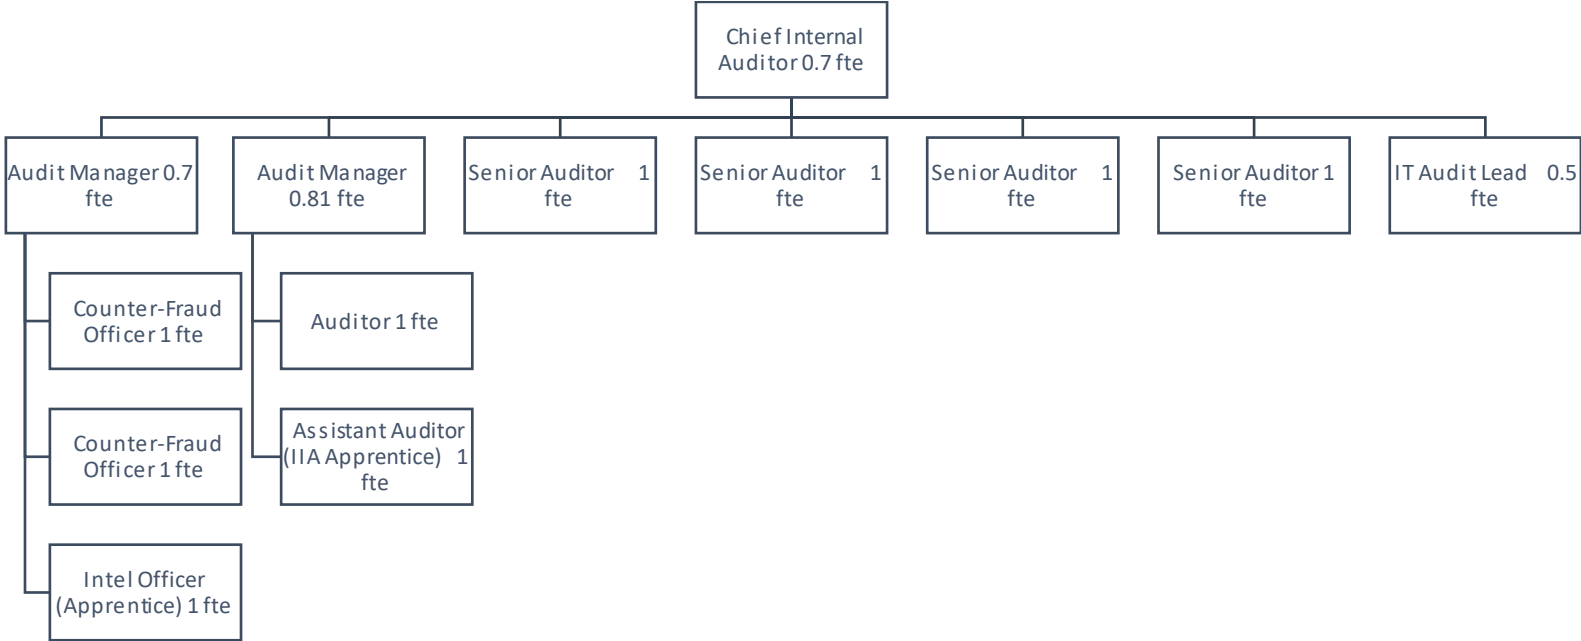 Chief Internal
Auditor 0.7 fte
Audit Manager 0.7
fte
Audit Manager
0.81 fte
Senior Auditor 1
fte
Senior Auditor 1
fte
Senior Auditor 1
fte
Senior Auditor 1
fte
IT Audit Lead 0.5
fte
Counter-Fraud
Officer 1 fte
Auditor 1 fte
Counter-Fraud
Officer 1 fte
Assistant Auditor
(IIA Apprentice) 1
fte
Intel Officer
(Apprentice) 1 fte